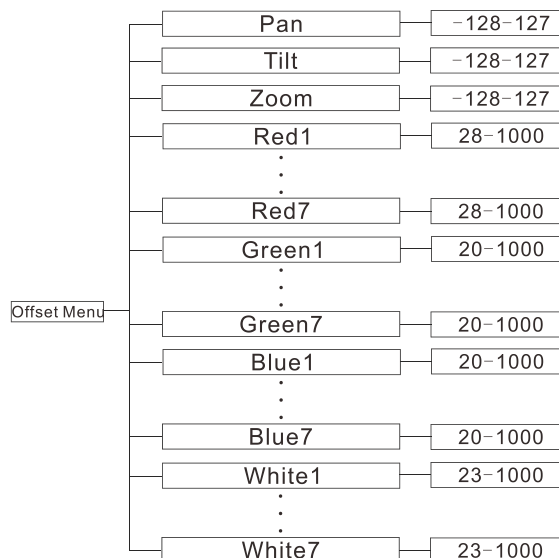 Pan -128-127
Tilt -128-127
Zoom -128-127
Red1 28-1000
Red7 28-1000
Green1 20-1000
Offset Menu
Green7 20-1000
Blue1 20-1000
Blue7 20-1000
White1 23-1000
White7 23-1000